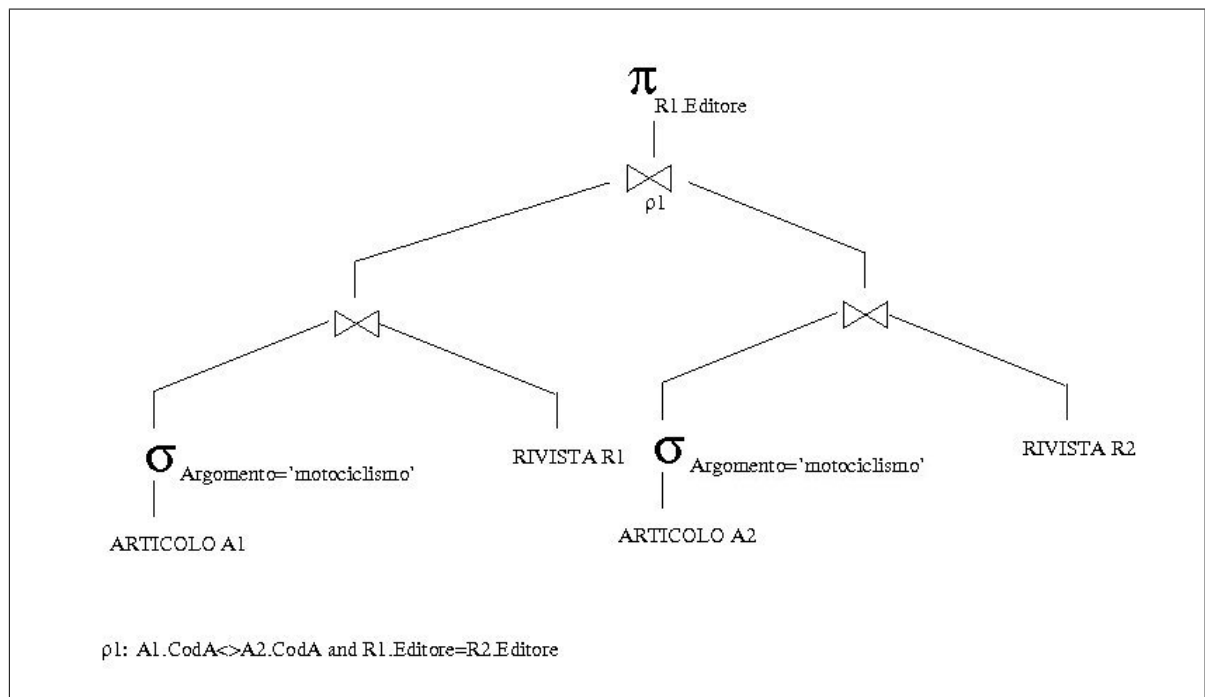 π
R1.Editore
ρ1
σ Argomento='motociclismo'
RIVISTA R1
σ Argomento='motociclismo'
RIVISTA R2
ARTICOLO A1
ARTICOLO A2
ρ1: A1.CodA<>A2.CodA and R1.Editore=R2.Editore